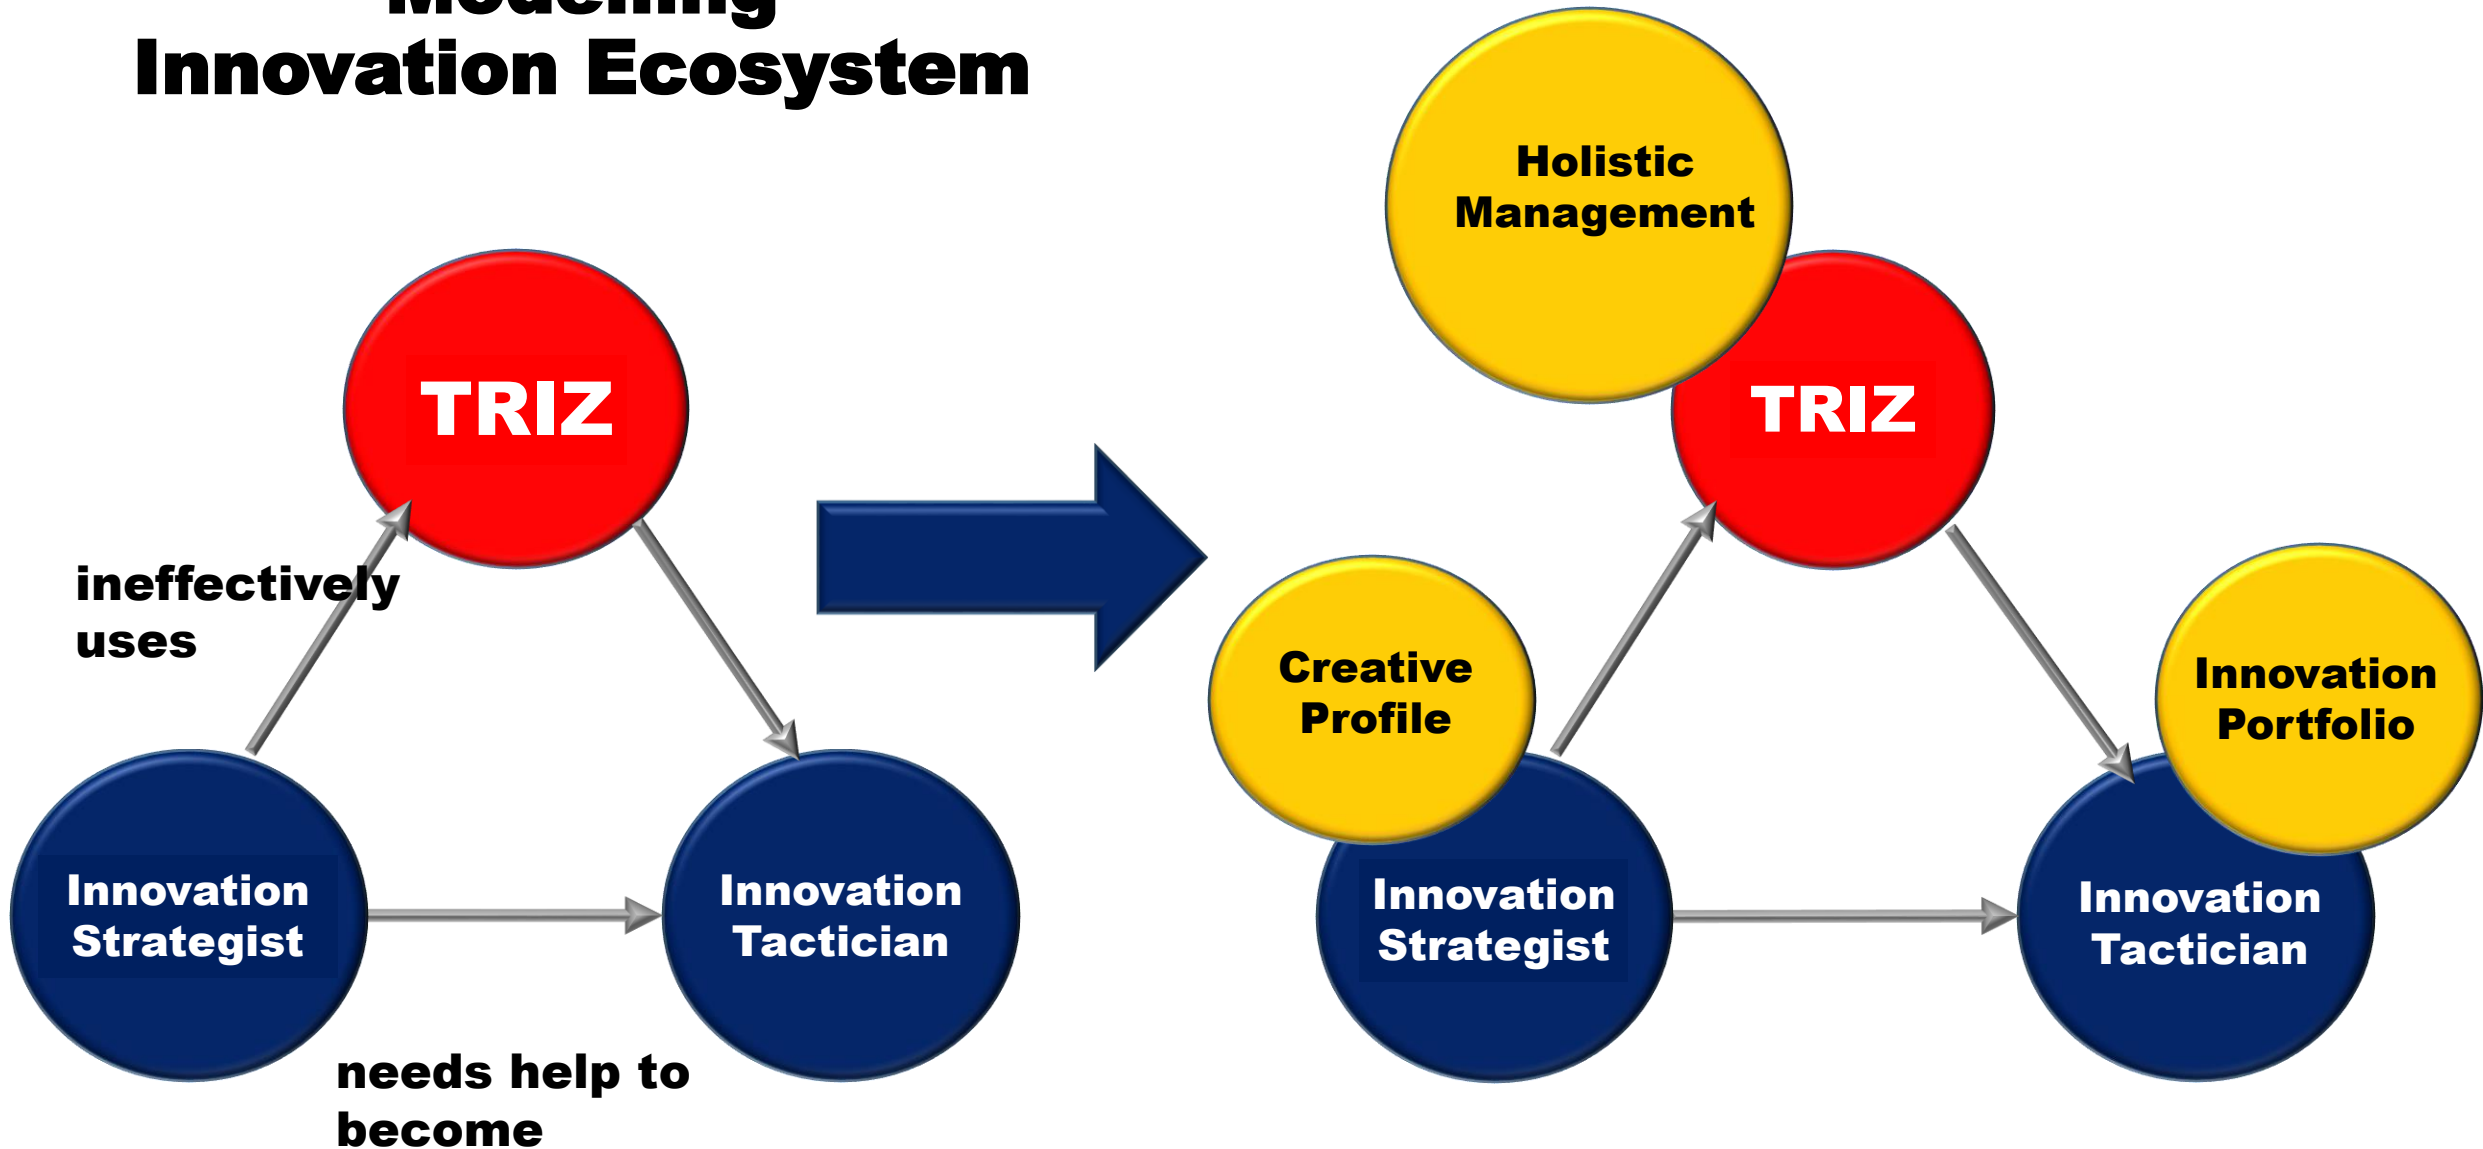 Modelling
Innovation Ecosystem
TRIZ
ineffectively
uses
Innovation
Strategist
Innovation
Tactician
needs help to
become
Holistic
Management
TRIZ
Creative
Profile
Innovation
Portfolio
Innovation
Strategist
Innovation
Tactician